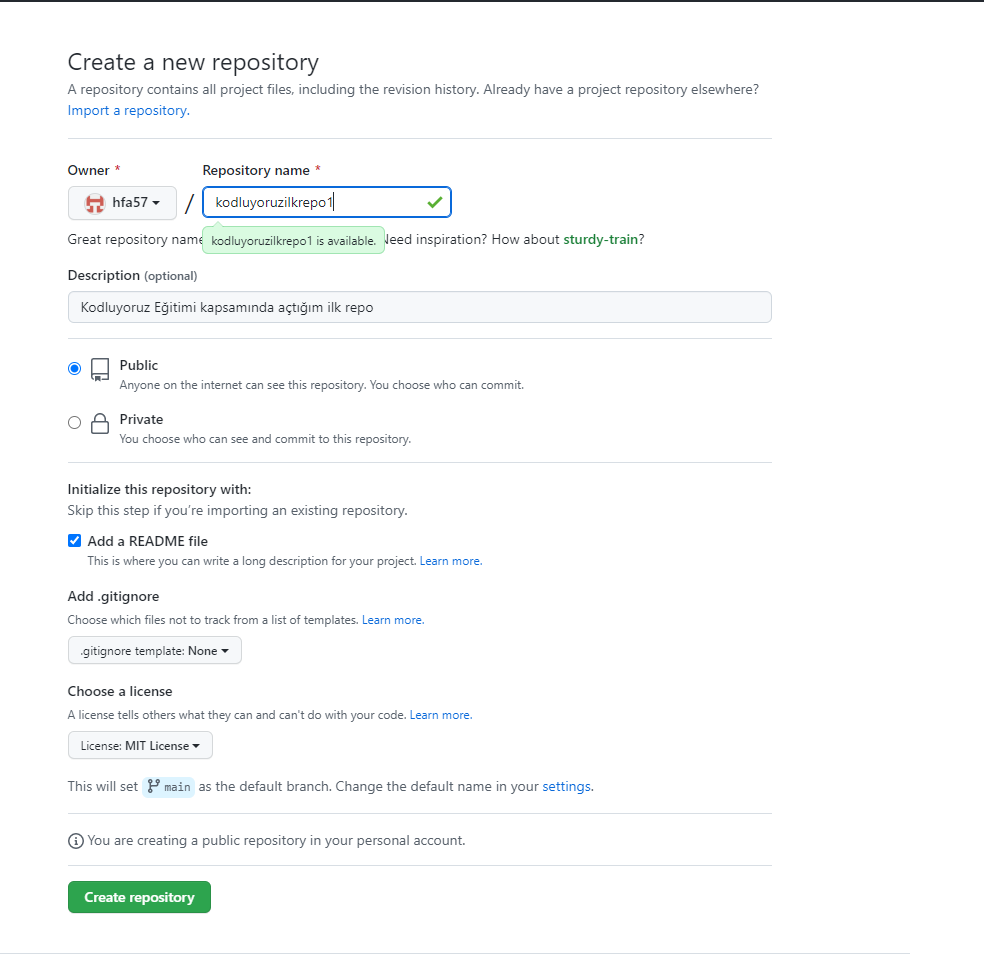 Create a new repository
A repository contains all project files, including the revision history. Already have a project repository elsewhere?
Import a repository.
Owner * Repository name *
hfa57 / kodluyoruzilkrepo1
Great repository name kodluyoruzilkrepo1 is available. Need inspiration? How about sturdy-train?
Description (optional)
Kodluyoruz Eğitimi kapsamında açtığım ilk repo
Public
Anyone on the internet can see this repository. You choose who can commit.
Private
You choose who can see and commit to this repository.
Initialize this repository with:
Skip this step if you’re importing an existing repository.
Add a README file
This is where you can write a long description for your project. Learn more.
Add .gitignore
Choose which files not to track from a list of templates. Learn more.
.gitignore template: None
Choose a license
A license tells others what they can and can't do with your code. Learn more.
License: MIT License
This will set main as the default branch. Change the default name in your settings.
You are creating a public repository in your personal account.
Create repository